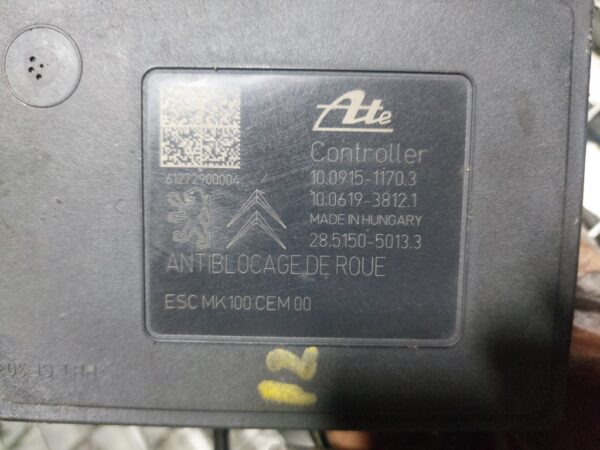 Ate
Controller
61272900004
10.0915-1170.3
10.0619-3812.1
MADE IN HUNGARY
28.5150-5013.3
ANTIBLOCAGE DE ROUE
ESC MK100 CEM 00